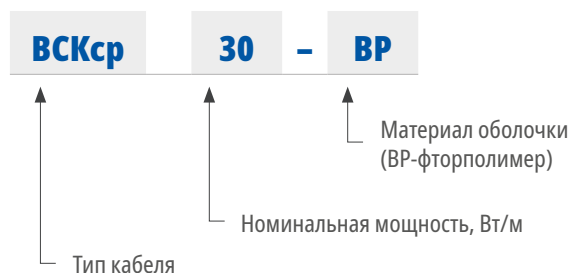 ВСКср 30 – ВР
Материал оболочки
(ВР-фторполимер)
Номинальная мощность, Вт/м
Тип кабеля